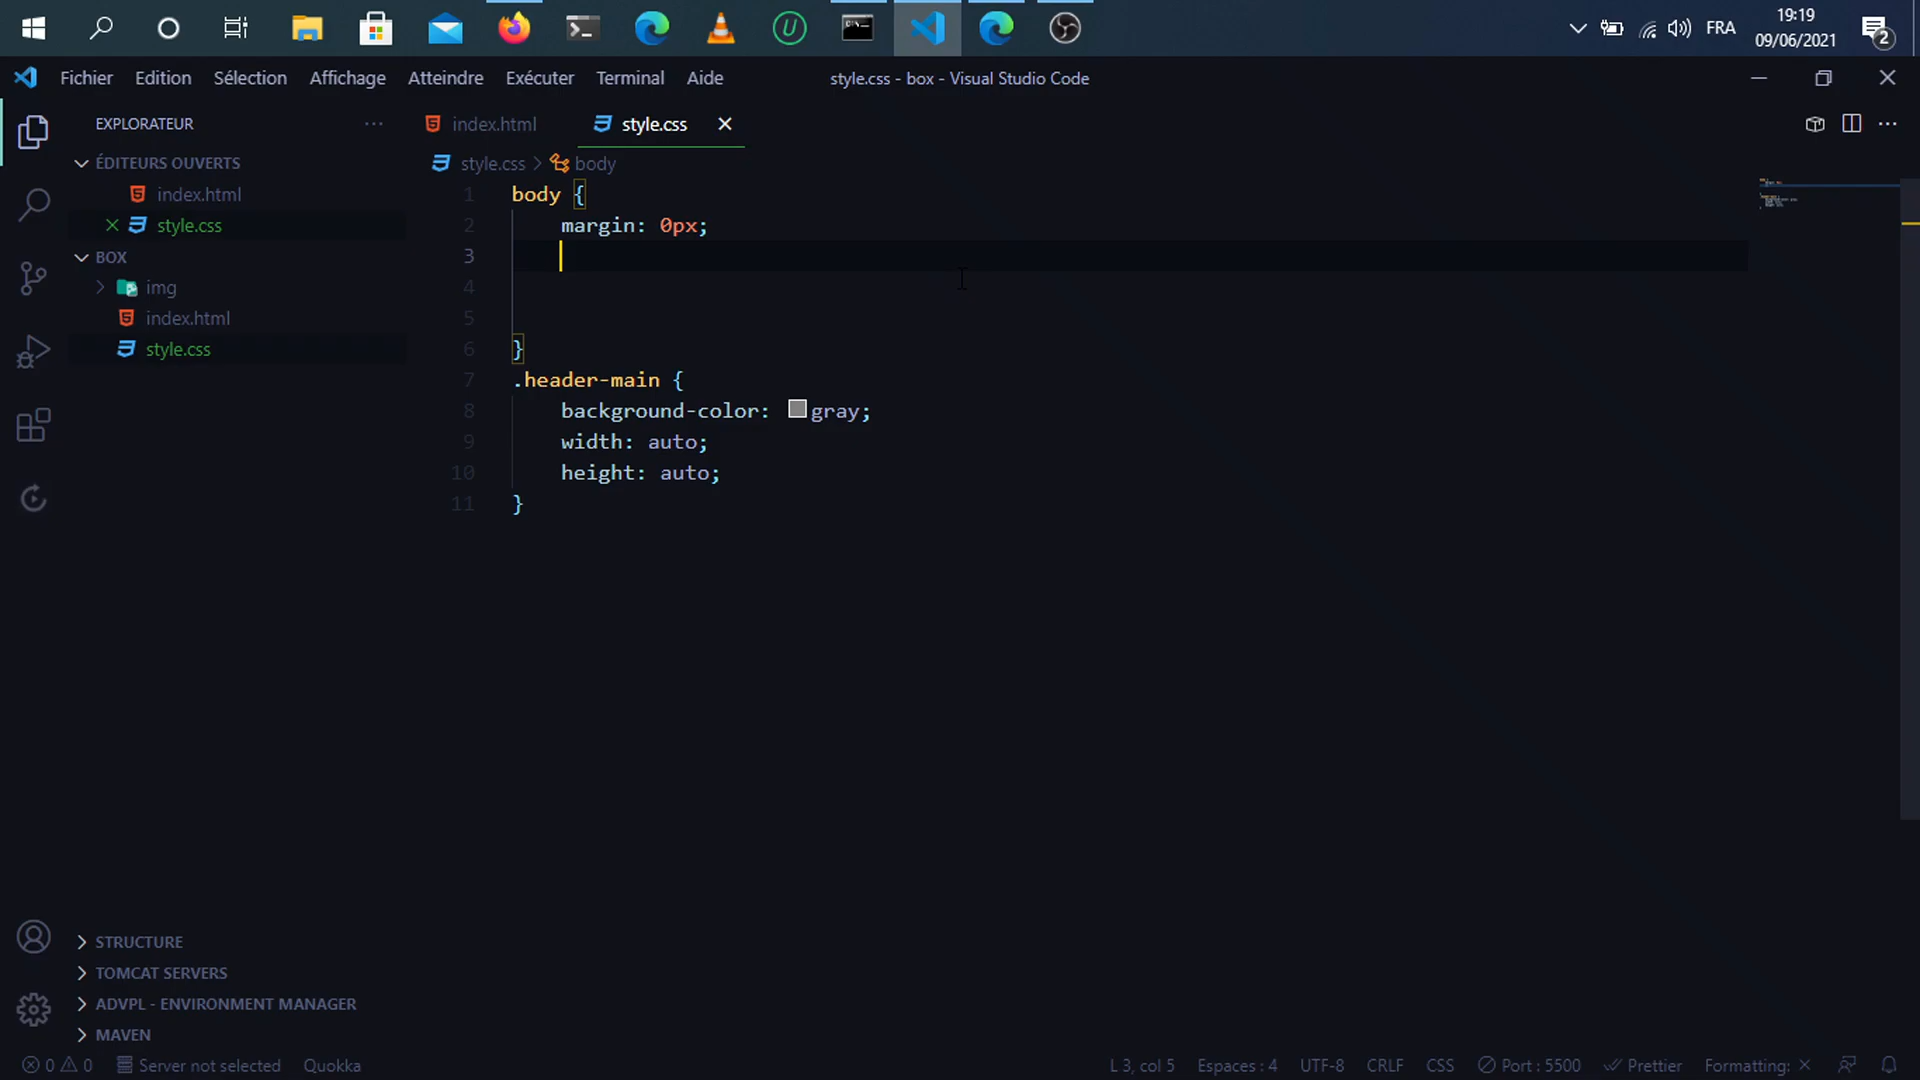 FRA
19:19
09/06/2021
2
Fichier Edition Sélection Affichage Atteindre Exécuter Terminal Aide
style.css - box - Visual Studio Code
EXPLORATEUR
ÉDITEURS OUVERTS
index.html
style.css
BOX
img
index.html
style.css
STRUCTURE
TOMCAT SERVERS
ADVPL - ENVIRONMENT MANAGER
MAVEN
index.html
style.css
style.css > body
1 body {
2 margin: 0px;
3
4
5
6 }
7 .header-main {
8 background-color: gray;
9 width: auto;
10 height: auto;
11 }
0 0 Server not selected Quokka
L 3, col 5 Espaces : 4 UTF-8 CRLF CSS Port : 5500 Prettier Formatting: ×